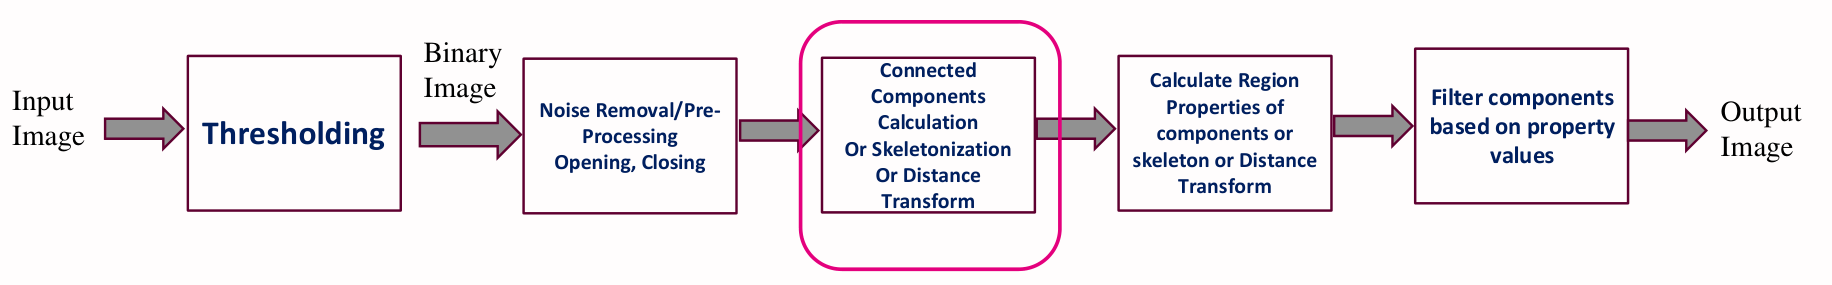 Input
Image
Thresholding
Binary
Image
Noise Removal/Pre-
Processing
Opening, Closing
Connected
Components
Calculation
Or Skeletonization
Or Distance
Transform
Calculate Region
Properties of
components or
skeleton or Distance
Transform
Filter components
based on property
values
Output
Image